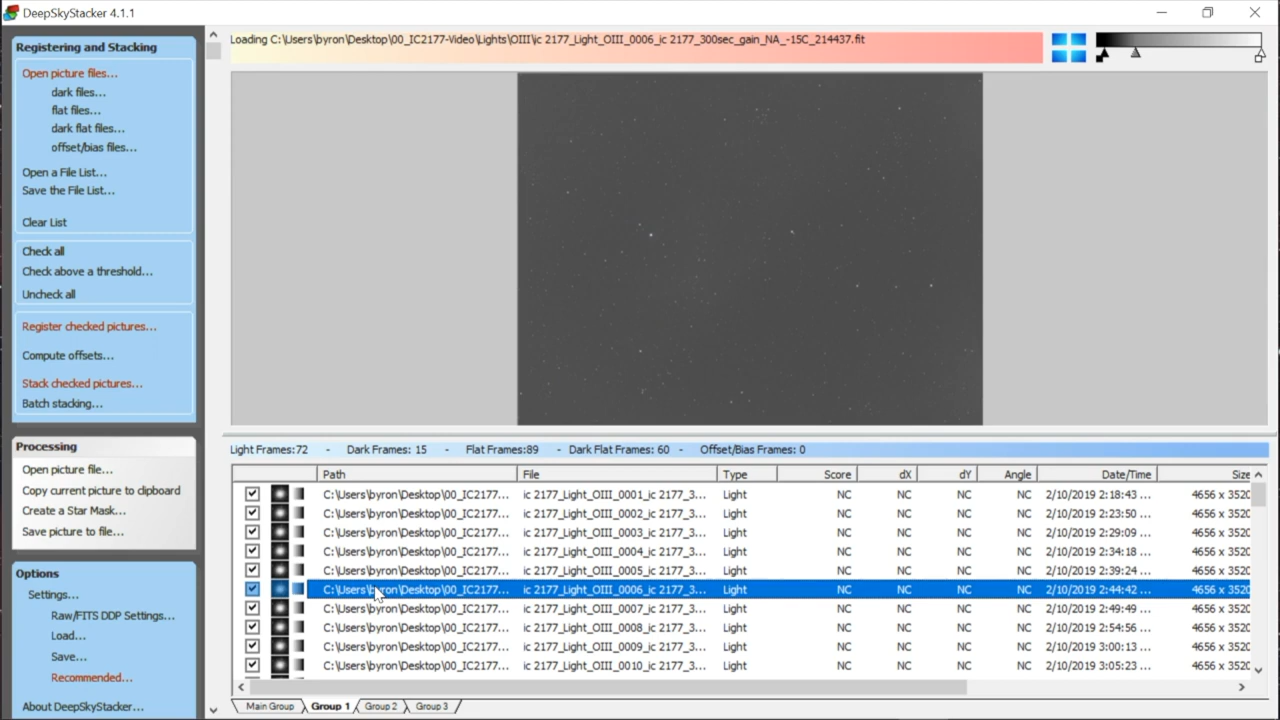 DeepSkyStacker 4.1.1
Registering and Stacking
Open picture files...
dark files...
flat files...
dark flat files...
offset/bias files...
Open a File List...
Save the File List...
Clear List
Check all
Check above a threshold...
Uncheck all
Register checked pictures...
Compute offsets...
Stack checked pictures...
Batch stacking...
Processing
Open picture file...
Copy current picture to clipboard
Create a Star Mask...
Save picture to file...
Options
Settings...
Raw/FITS DDP Settings...
Load...
Save...
Recommended...
About DeepSkyStacker...
Loading C:\Users\byron\Desktop\00_IC2177-Video\Lights\OIII\ic 2177_Light_OIII_0006_ic 2177_300sec_gain_NA_-15C_214437.fit
Light Frames:72 - Dark Frames: 15 - Flat Frames:89 - Dark Flat Frames: 60 - Offset/Bias Frames: 0
Path File Type Score dX dY Angle Date/Time Size
C:\Users\byron\Desktop\00_IC2177... ic 2177_Light_OIII_0001_ic 2177_3... Light NC NC NC NC 2/10/2019 2:18:43 ... 4656 x 3520
C:\Users\byron\Desktop\00_IC2177... ic 2177_Light_OIII_0002_ic 2177_3... Light NC NC NC NC 2/10/2019 2:23:50 ... 4656 x 3520
C:\Users\byron\Desktop\00_IC2177... ic 2177_Light_OIII_0003_ic 2177_3... Light NC NC NC NC 2/10/2019 2:29:09 ... 4656 x 3520
C:\Users\byron\Desktop\00_IC2177... ic 2177_Light_OIII_0004_ic 2177_3... Light NC NC NC NC 2/10/2019 2:34:18 ... 4656 x 3520
C:\Users\byron\Desktop\00_IC2177... ic 2177_Light_OIII_0005_ic 2177_3... Light NC NC NC NC 2/10/2019 2:39:24 ... 4656 x 3520
C:\Users\byron\Desktop\00_IC2177... ic 2177_Light_OIII_0006_ic 2177_3... Light NC NC NC NC 2/10/2019 2:44:42 ... 4656 x 3520
C:\Users\byron\Desktop\00_IC2177... ic 2177_Light_OIII_0007_ic 2177_3... Light NC NC NC NC 2/10/2019 2:49:49 ... 4656 x 3520
C:\Users\byron\Desktop\00_IC2177... ic 2177_Light_OIII_0008_ic 2177_3... Light NC NC NC NC 2/10/2019 2:54:56 ... 4656 x 3520
C:\Users\byron\Desktop\00_IC2177... ic 2177_Light_OIII_0009_ic 2177_3... Light NC NC NC NC 2/10/2019 3:00:13 ... 4656 x 3520
C:\Users\byron\Desktop\00_IC2177... ic 2177_Light_OIII_0010_ic 2177_3... Light NC NC NC NC 2/10/2019 3:05:23 ... 4656 x 3520
Main Group Group 1 Group 2 Group 3